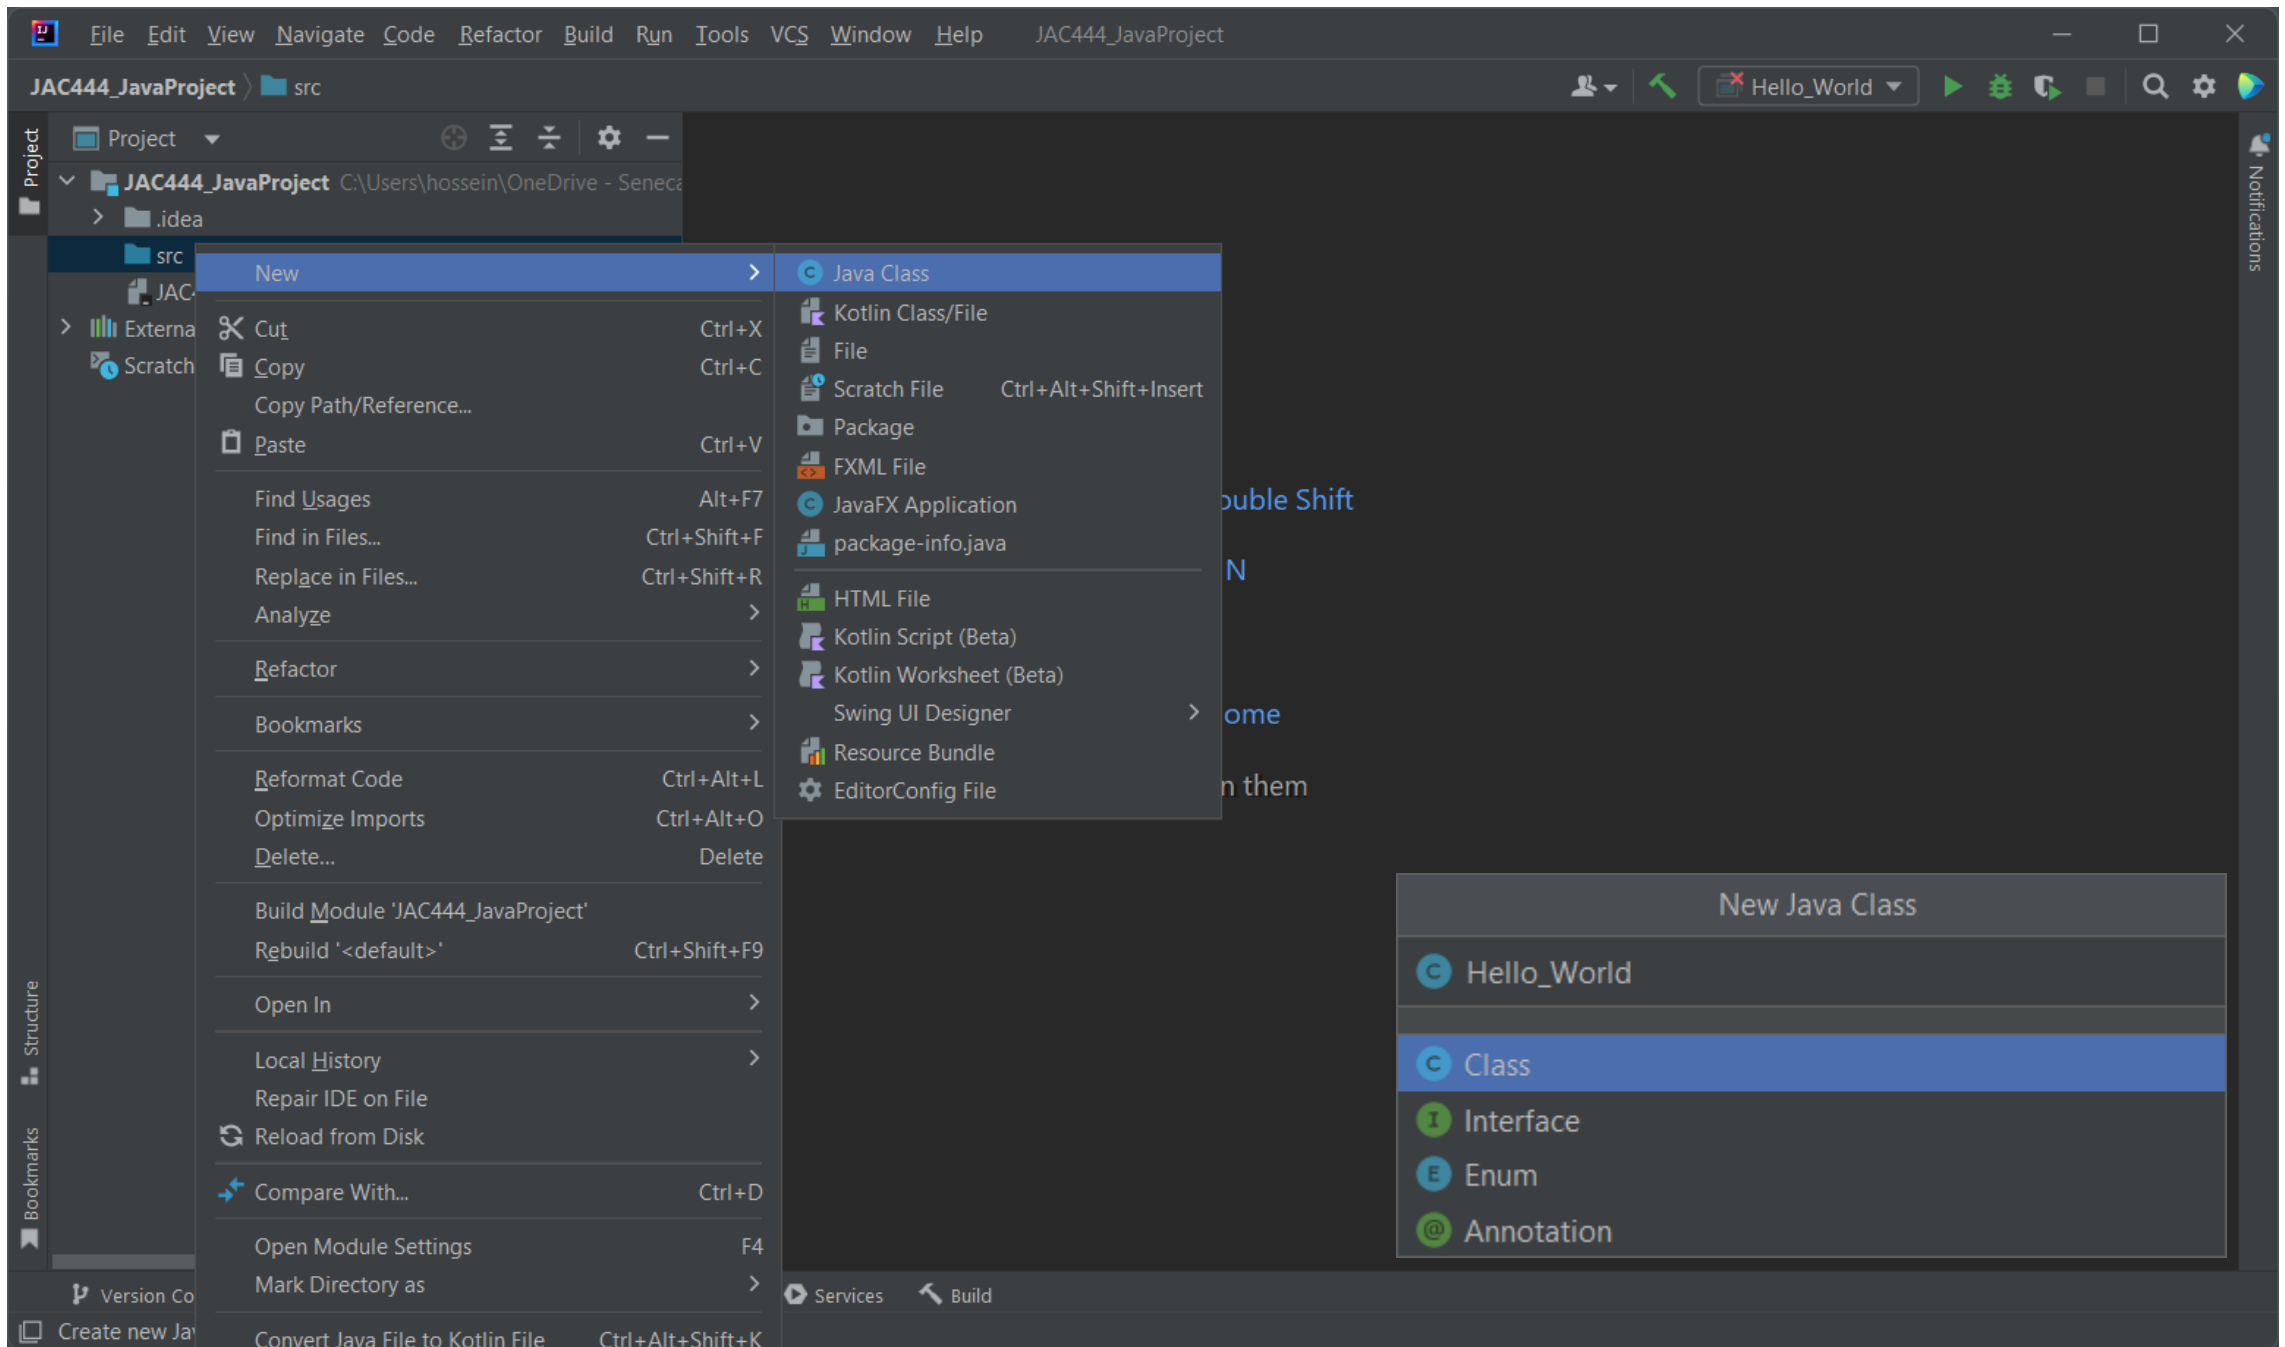 File Edit View Navigate Code Refactor Build Run Tools VCS Window Help JAC444_JavaProject
JAC444_JavaProject src
Hello_World
Project
Project
JAC444_JavaProject C:\Users\hossein\OneDrive - Seneca
.idea
src
JAC
Externa
Scratch
New
Cut Ctrl+X
Copy Ctrl+C
Copy Path/Reference...
Paste Ctrl+V
Find Usages Alt+F7
Find in Files... Ctrl+Shift+F
Replace in Files... Ctrl+Shift+R
Analyze
Refactor
Bookmarks
Reformat Code Ctrl+Alt+L
Optimize Imports Ctrl+Alt+O
Delete... Delete
Build Module 'JAC444_JavaProject'
Rebuild '<default>' Ctrl+Shift+F9
Open In
Local History
Repair IDE on File
Reload from Disk
Compare With... Ctrl+D
Open Module Settings F4
Mark Directory as
Convert Java File to Kotlin File Ctrl+Alt+Shift+K
Java Class
Kotlin Class/File
File
Scratch File Ctrl+Alt+Shift+Insert
Package
FXML File
JavaFX Application
package-info.java
HTML File
Kotlin Script (Beta)
Kotlin Worksheet (Beta)
Swing UI Designer
Resource Bundle
EditorConfig File
ouble Shift
N
ome
n them
New Java Class
Hello_World
Class
Interface
Enum
Annotation
Notifications
Structure
Bookmarks
Version Co
Services Build
Create new Ja